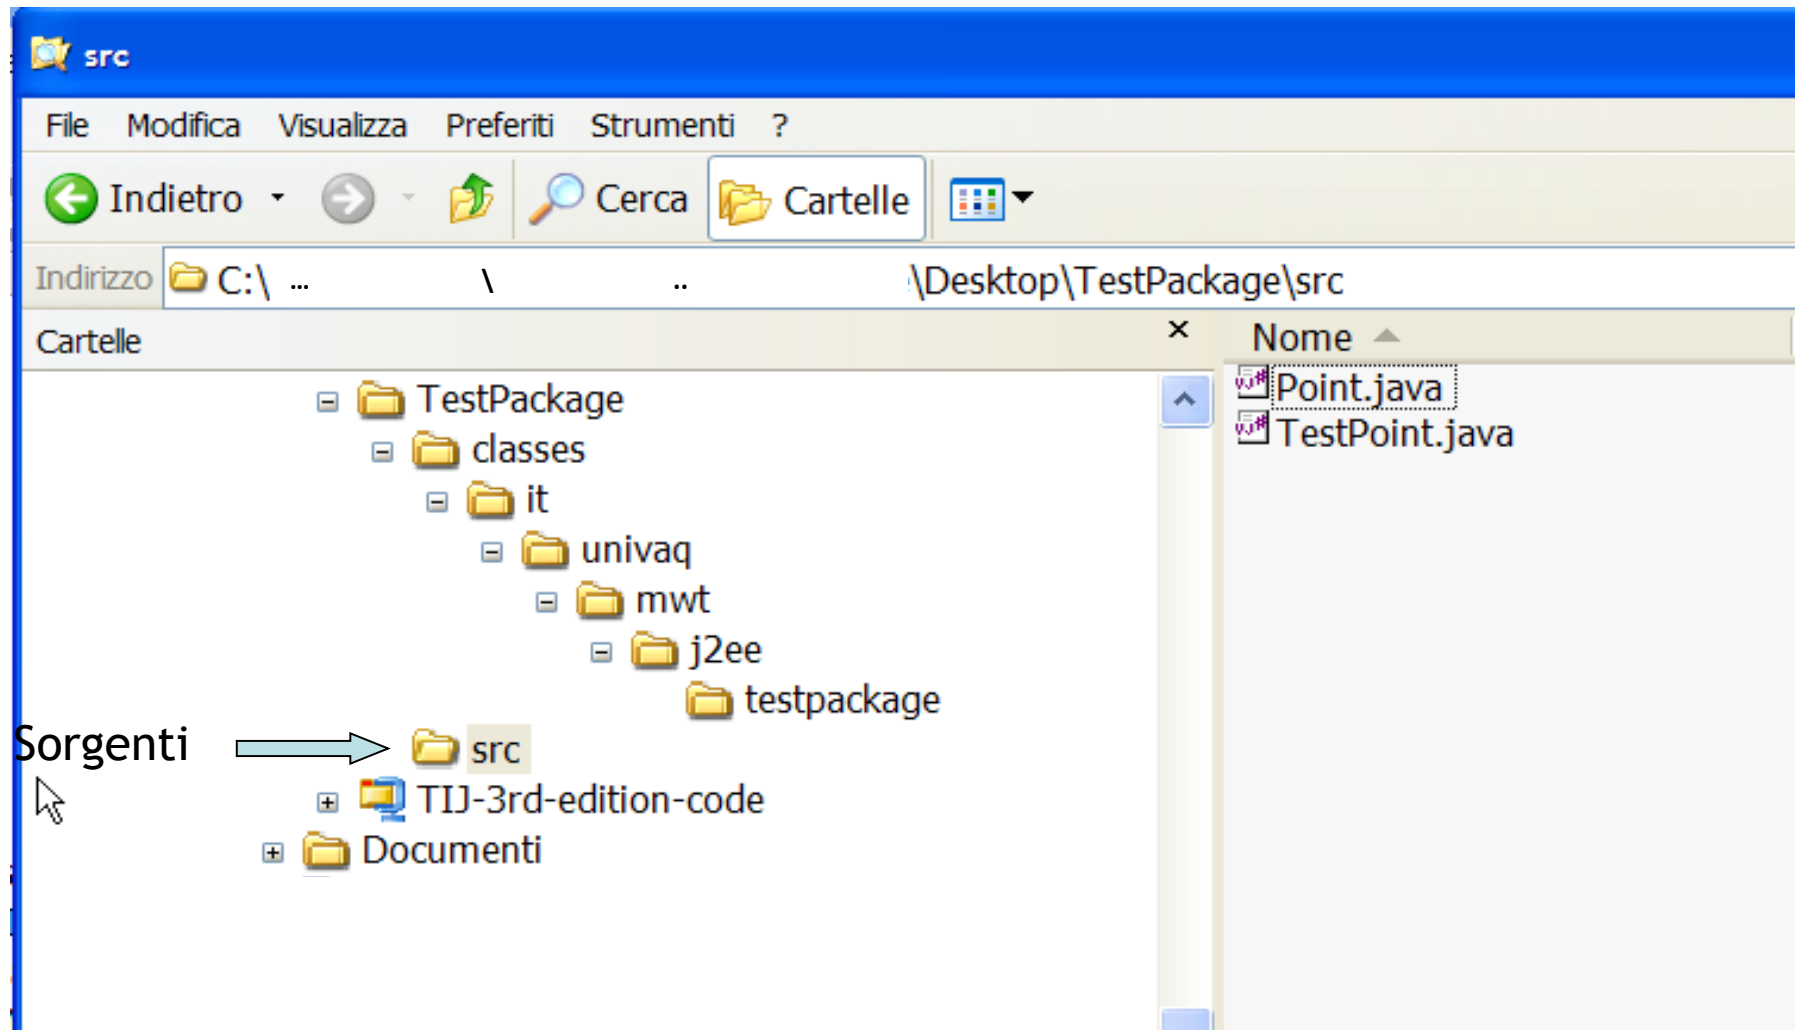 src
File Modifica Visualizza Preferiti Strumenti ?
Indietro Cerca Cartelle
Indirizzo C:\ ... \ .. \Desktop\TestPackage\src
Cartelle
Nome
TestPackage
classes
it
univaq
mwt
j2ee
testpackage
Sorgenti src
TIJ-3rd-edition-code
Documenti
Point.java
TestPoint.java